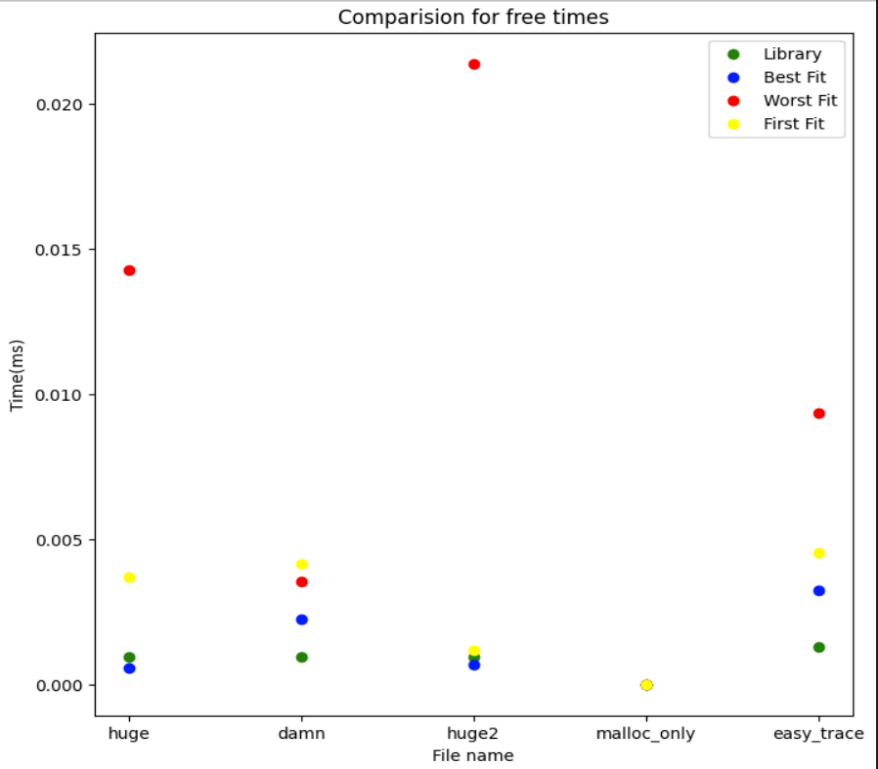 Comparision for free times
Library
Best Fit
Worst Fit
First Fit
0.020
0.015
0.010
0.005
0.000
Time(ms)
huge damn huge2 malloc_only easy_trace
File name